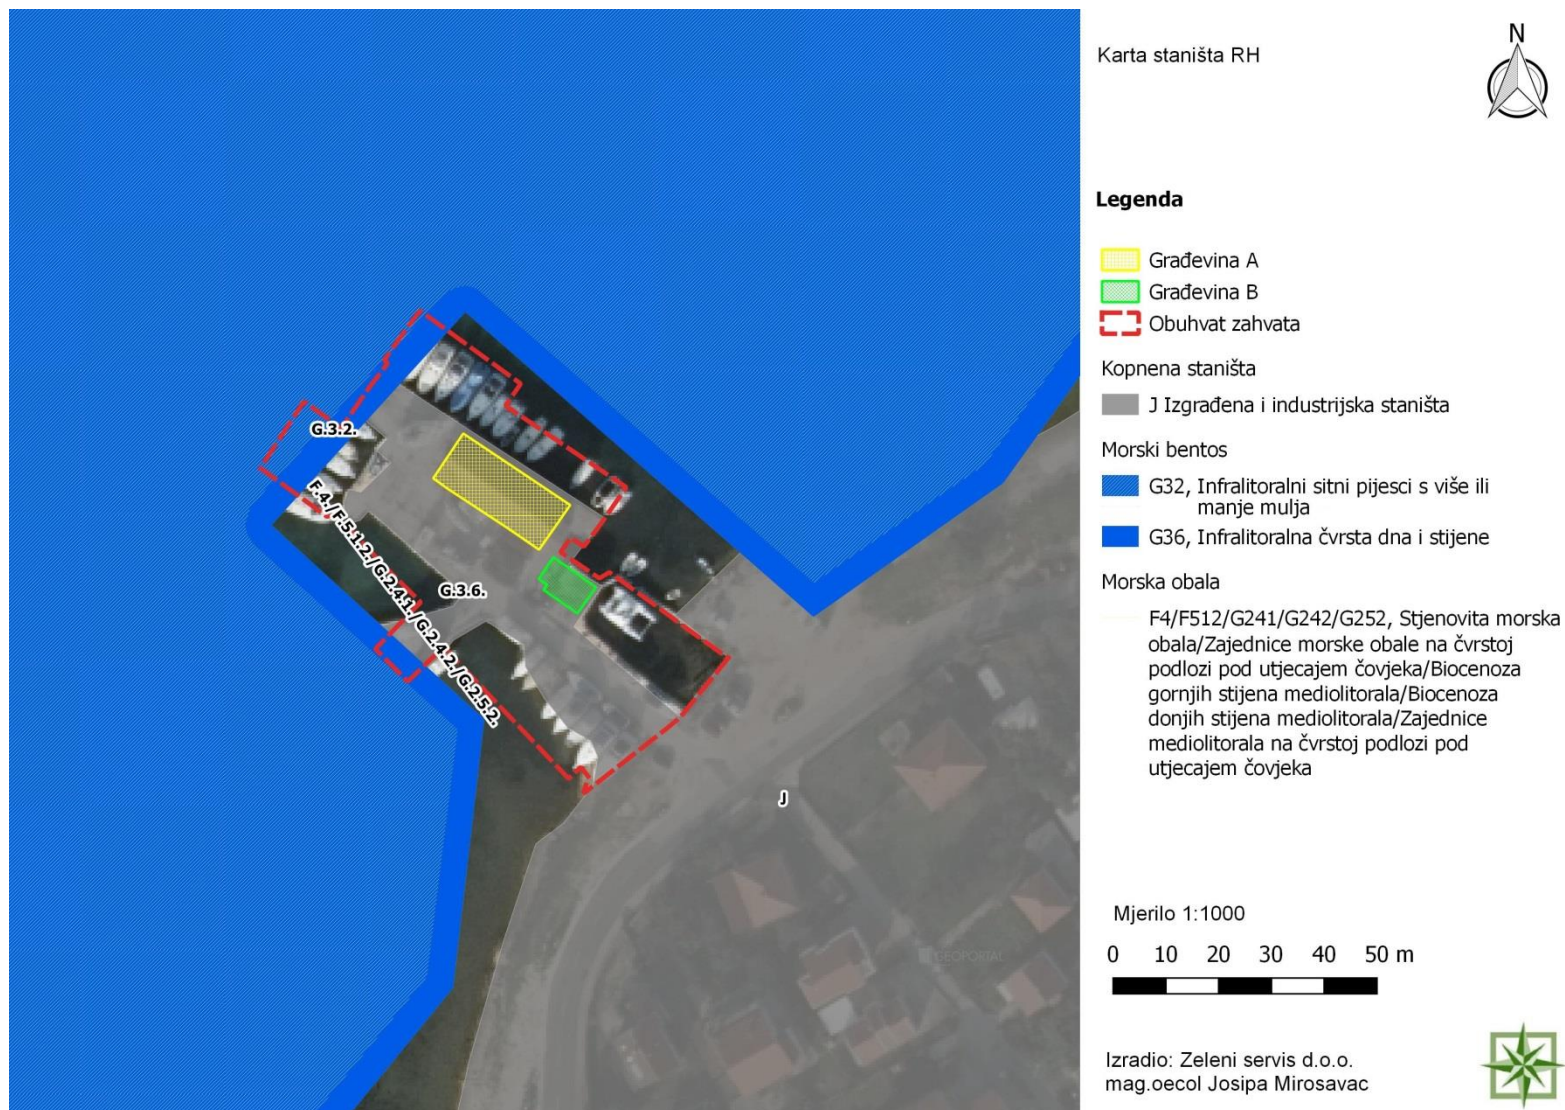 Karta staništa RH
N
Legenda
Građevina A
Građevina B
Obuhvat zahvata
Kopnena staništa
J Izgrađena i industrijska staništa
Morski bentos
G32, Infralitoralni sitni pijesci s više ili
manje mulja
G36, Infralitoralna čvrsta dna i stijene
Morska obala
F4/F512/G241/G242/G252, Stjenovita morska
obala/Zajednice morske obale na čvrstoj
podlozi pod utjecajem čovjeka/Biocenoza
gornjih stijena mediolitorala/Biocenoza
donjih stijena mediolitorala/Zajednice
mediolitorala na čvrstoj podlozi pod
utjecajem čovjeka
G.3.2.
F.4./F.5.1.2./G.2.4.1./G.2.4.2./G.2.5.2.
G.3.6.
J
GEOPORTAL
Mjerilo 1:1000
0 10 20 30 40 50 m
Izradio: Zeleni servis d.o.o.
mag.oecol Josipa Mirosavac